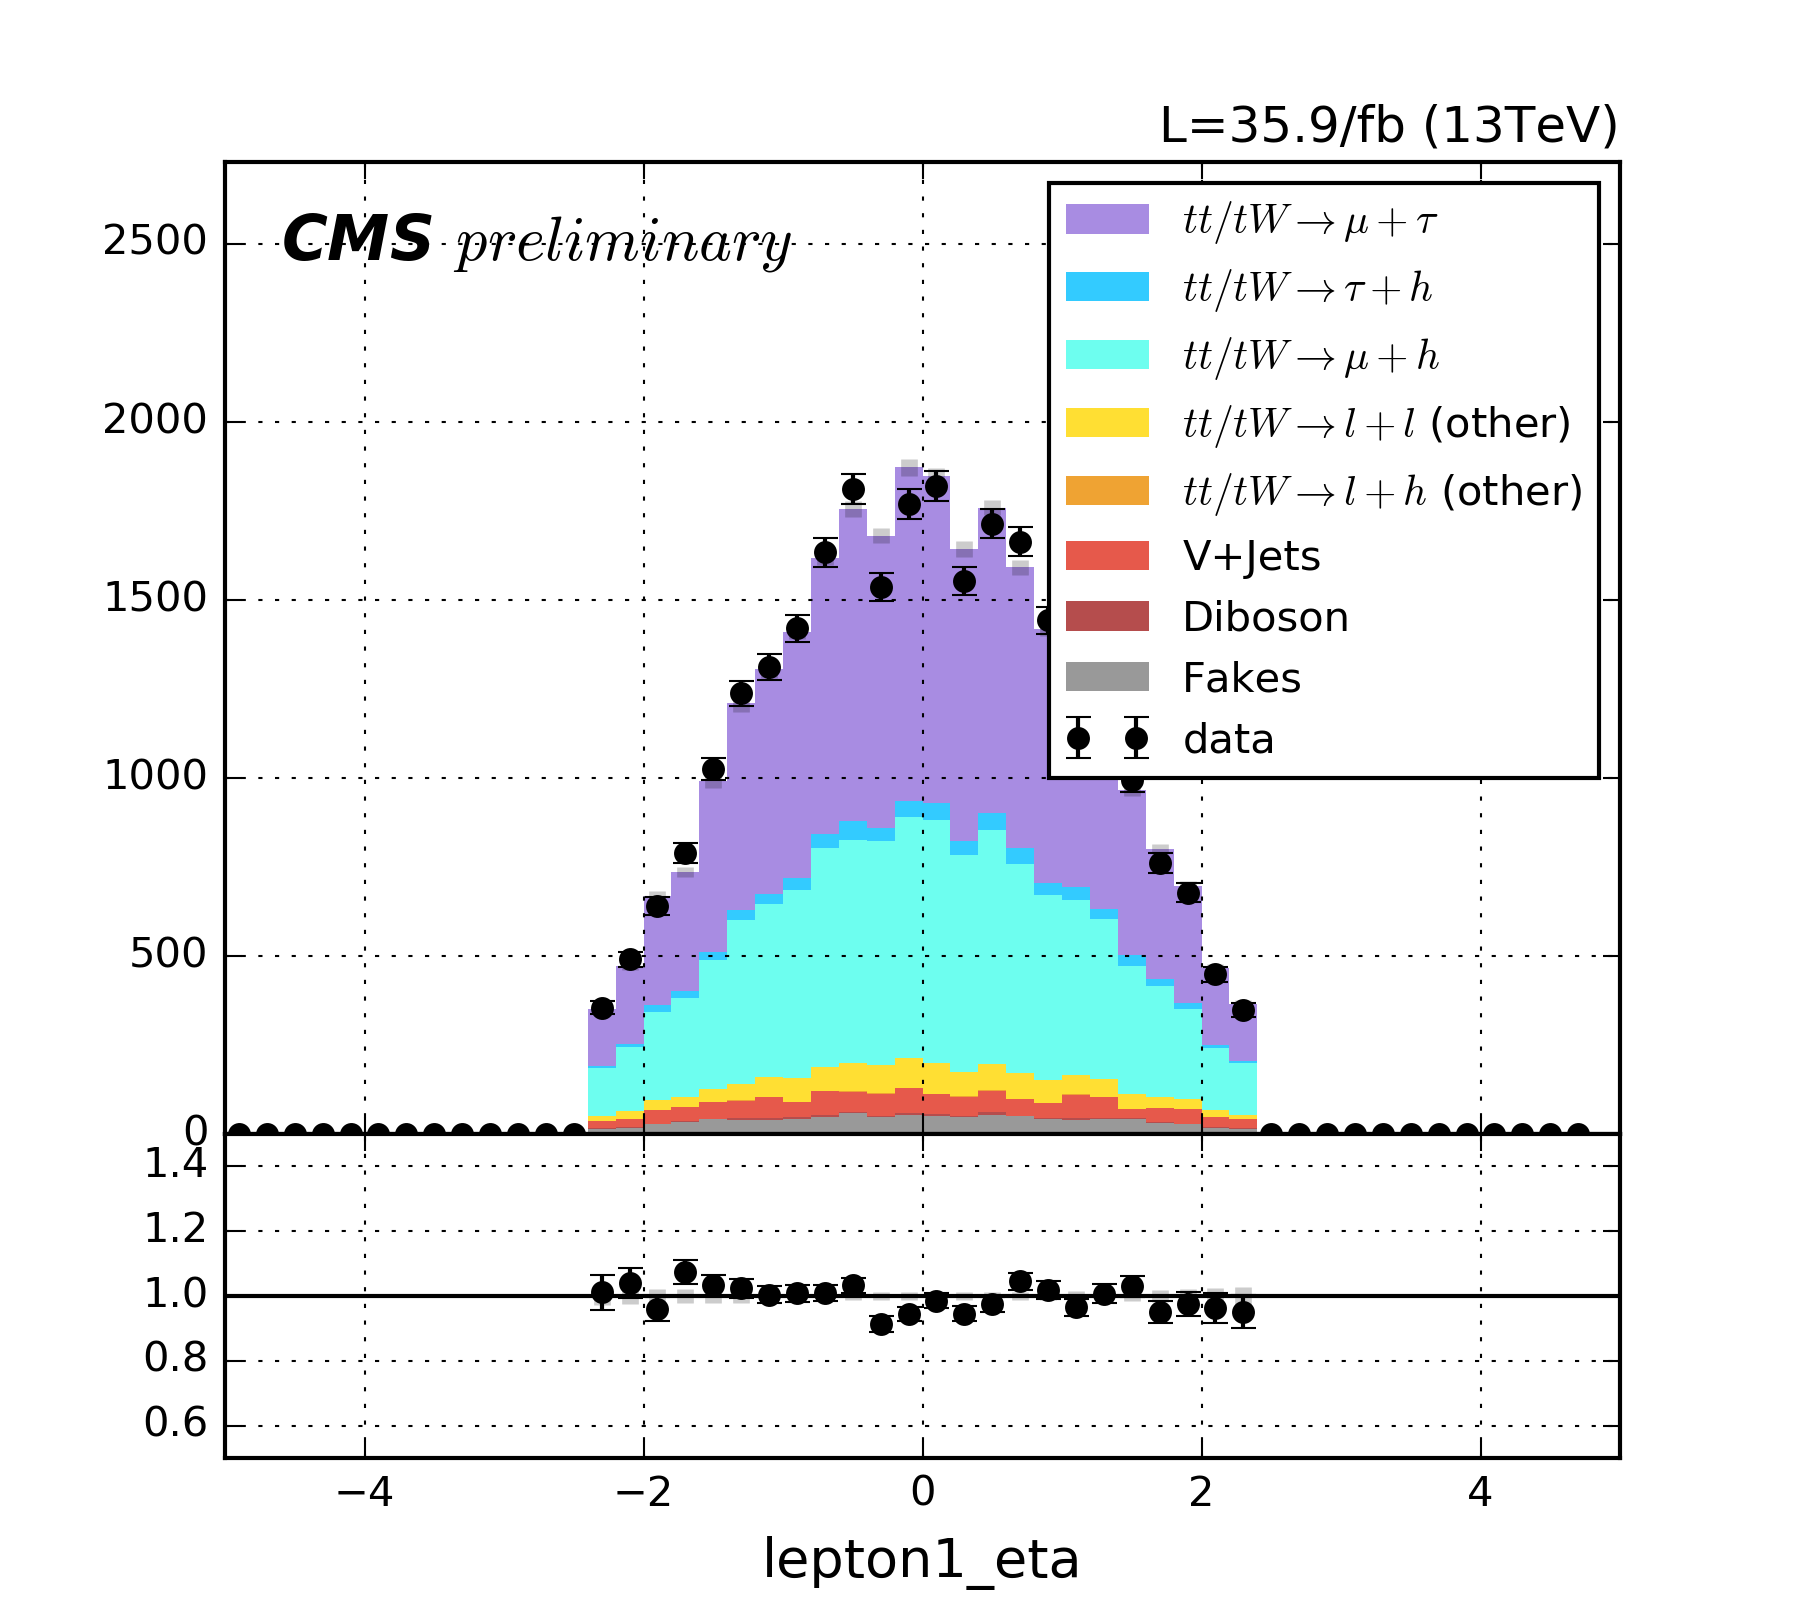 L=35.9/fb (13TeV)
CMS preliminary
2500
2000
1500
1000
500
0
tt/tW→μ+τ
tt/tW→τ+h
tt/tW→μ+h
tt/tW→l+l (other)
tt/tW→l+h (other)
V+Jets
Diboson
Fakes
data
1.4
1.2
1.0
0.8
0.6
−4 −2 0 2 4
lepton1_eta